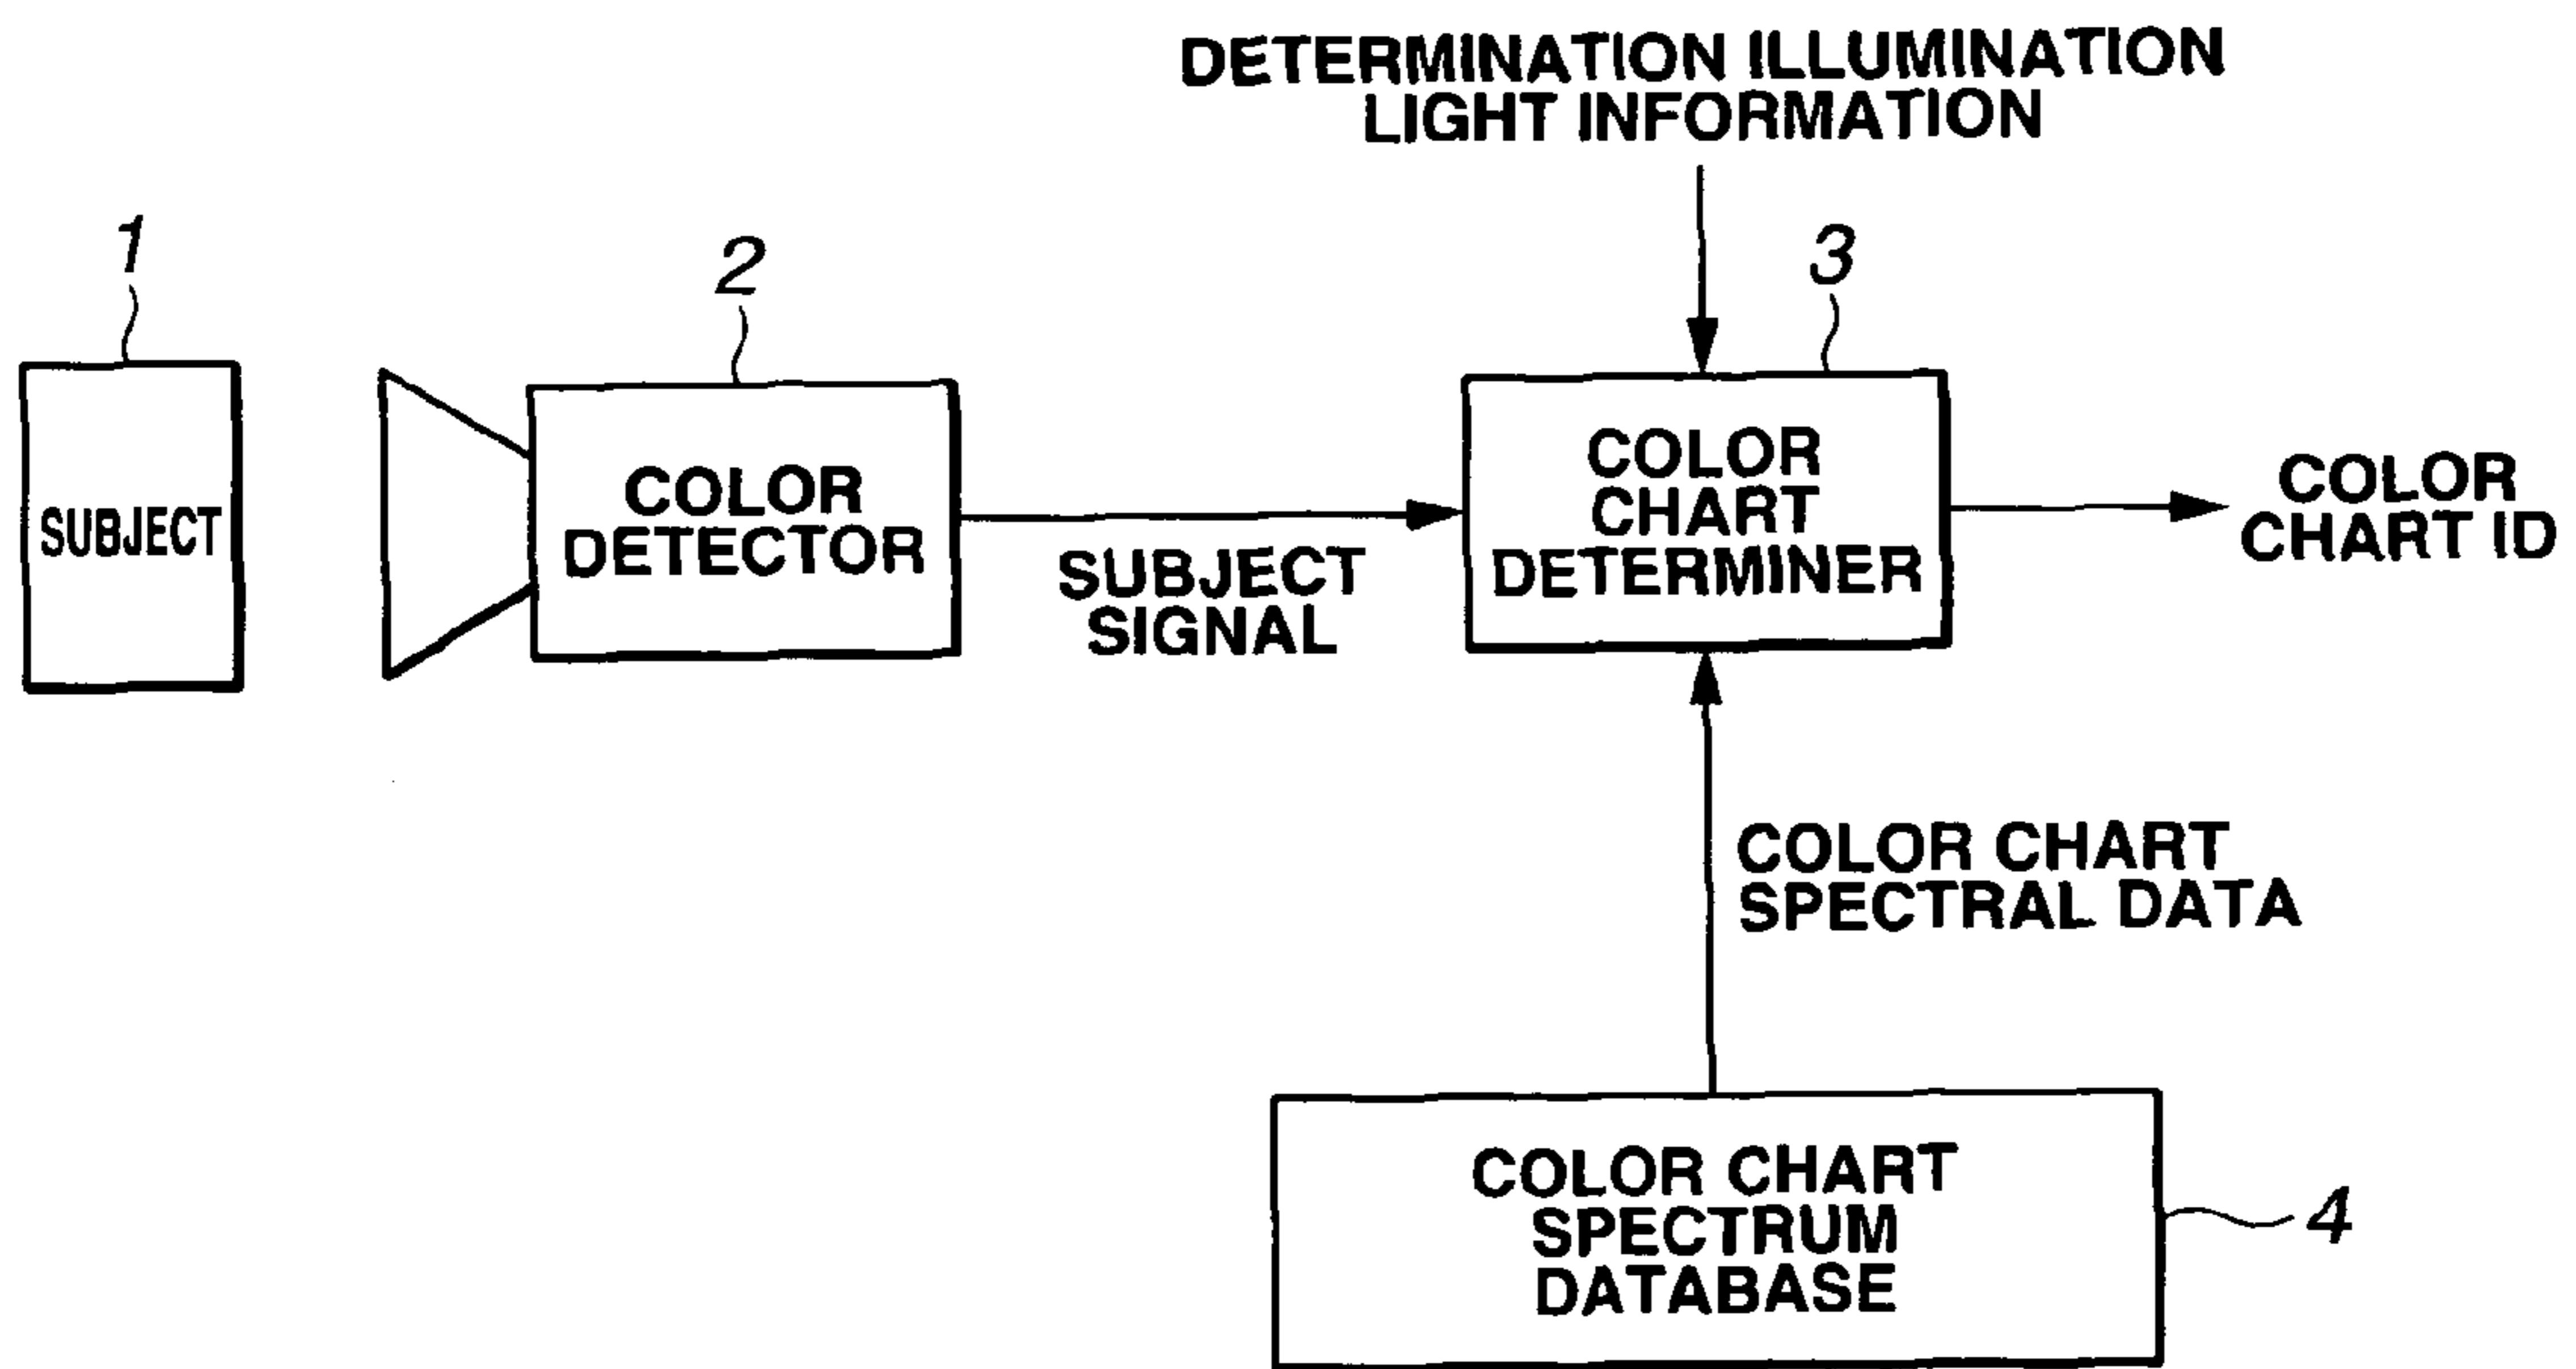 DETERMINATION ILLUMINATION
LIGHT INFORMATION
1
2
3
SUBJECT
COLOR
DETECTOR
SUBJECT
SIGNAL
COLOR
CHART
DETERMINER
COLOR
CHART ID
COLOR CHART
SPECTRAL DATA
COLOR CHART
SPECTRUM
DATABASE
4